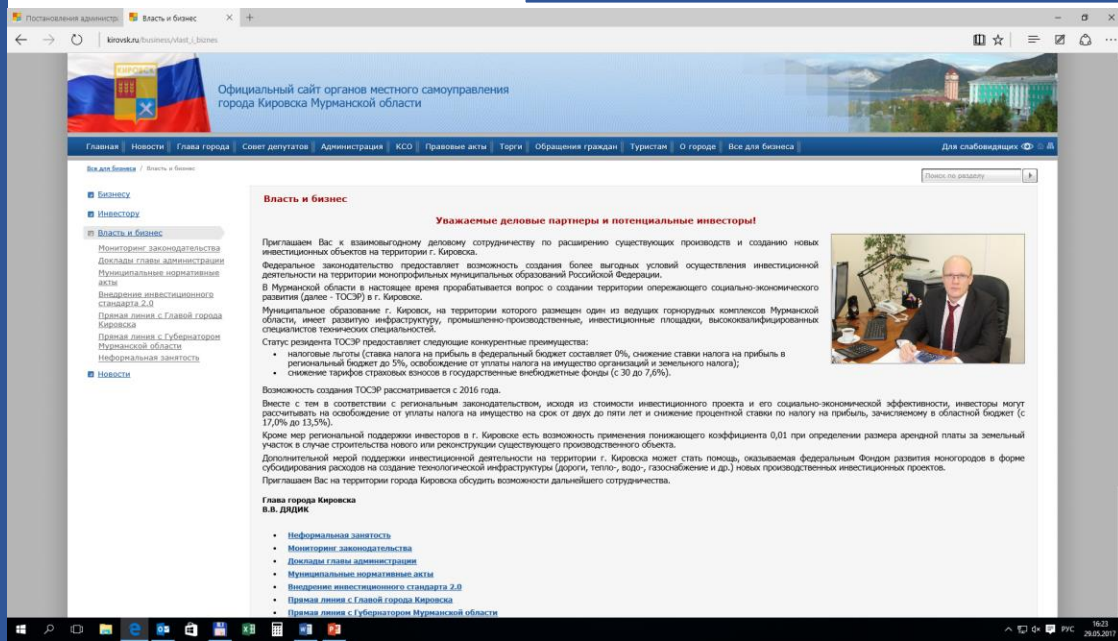 Постановления администра
Власть и бизнес
kirovsk.ru/business/vlast_i_biznes
КИРОВСК
Официальный сайт органов местного самоуправления
города Кировска Мурманской области
Главная Новости Глава города Совет депутатов Администрация КСО Правовые акты Торги Обращения граждан Туристам О городе Все для бизнеса Для слабовидящих
Все для бизнеса / Власть и бизнес
Поиск по разделу
Бизнесу
Инвестору
Власть и бизнес
Мониторинг законодательства
Доклады главы администрации
Муниципальные нормативные
акты
Внедрение инвестиционного
стандарта 2.0
Прямая линия с Главой города
Кировска
Прямая линия с Губернатором
Мурманской области
Неформальная занятость
Новости
Власть и бизнес
Уважаемые деловые партнеры и потенциальные инвесторы!
Приглашаем Вас к взаимовыгодному деловому сотрудничеству по расширению существующих производств и созданию новых
инвестиционных объектов на территории г. Кировска.
Федеральное законодательство предоставляет возможность создания более выгодных условий осуществления инвестиционной
деятельности на территории монопрофильных муниципальных образований Российской Федерации.
В Мурманской области в настоящее время прорабатывается вопрос о создании территории опережающего социально-экономического
развития (далее - ТОСЭР) в г. Кировске.
Муниципальное образование г. Кировск, на территории которого размещен один из ведущих горнорудных комплексов Мурманской
области, имеет развитую инфраструктуру, промышленно-производственные, инвестиционные площадки, высококвалифицированных
специалистов технических специальностей.
Статус резидента ТОСЭР предоставляет следующие конкурентные преимущества:
• налоговые льготы (ставка налога на прибыль в федеральный бюджет составляет 0%, снижение ставки налога на прибыль в
региональный бюджет до 5%, освобождение от уплаты налога на имущество организаций и земельного налога);
• снижение тарифов страховых взносов в государственные внебюджетные фонды (с 30 до 7,6%).
Возможность создания ТОСЭР рассматривается с 2016 года.
Вместе с тем в соответствии с региональным законодательством, исходя из стоимости инвестиционного проекта и его социально-экономической эффективности, инвесторы могут
рассчитывать на освобождение от уплаты налога на имущество на срок от двух до пяти лет и снижение процентной ставки по налогу на прибыль, зачисляемому в областной бюджет (с
17,0% до 13,5%).
Кроме мер региональной поддержки инвесторов в г. Кировске есть возможность применения понижающего коэффициента 0,01 при определении размера арендной платы за земельный
участок в случае строительства нового или реконструкции существующего производственного объекта.
Дополнительной мерой поддержки инвестиционной деятельности на территории г. Кировска может стать помощь, оказываемая федеральным Фондом развития моногородов в форме
субсидирования расходов на создание технологической инфраструктуры (дороги, тепло-, водо-, газоснабжение и др.) новых производственных инвестиционных проектов.
Приглашаем Вас на территории города Кировска обсудить возможности дальнейшего сотрудничества.
Глава города Кировска
В.В. ДЯДИК
• Неформальная занятость
• Мониторинг законодательства
• Доклады главы администрации
• Муниципальные нормативные акты
• Внедрение инвестиционного стандарта 2.0
• Прямая линия с Главой города Кировска
• Прямая линия с Губернатором Мурманской области
РУС
16:23
29.05.2017